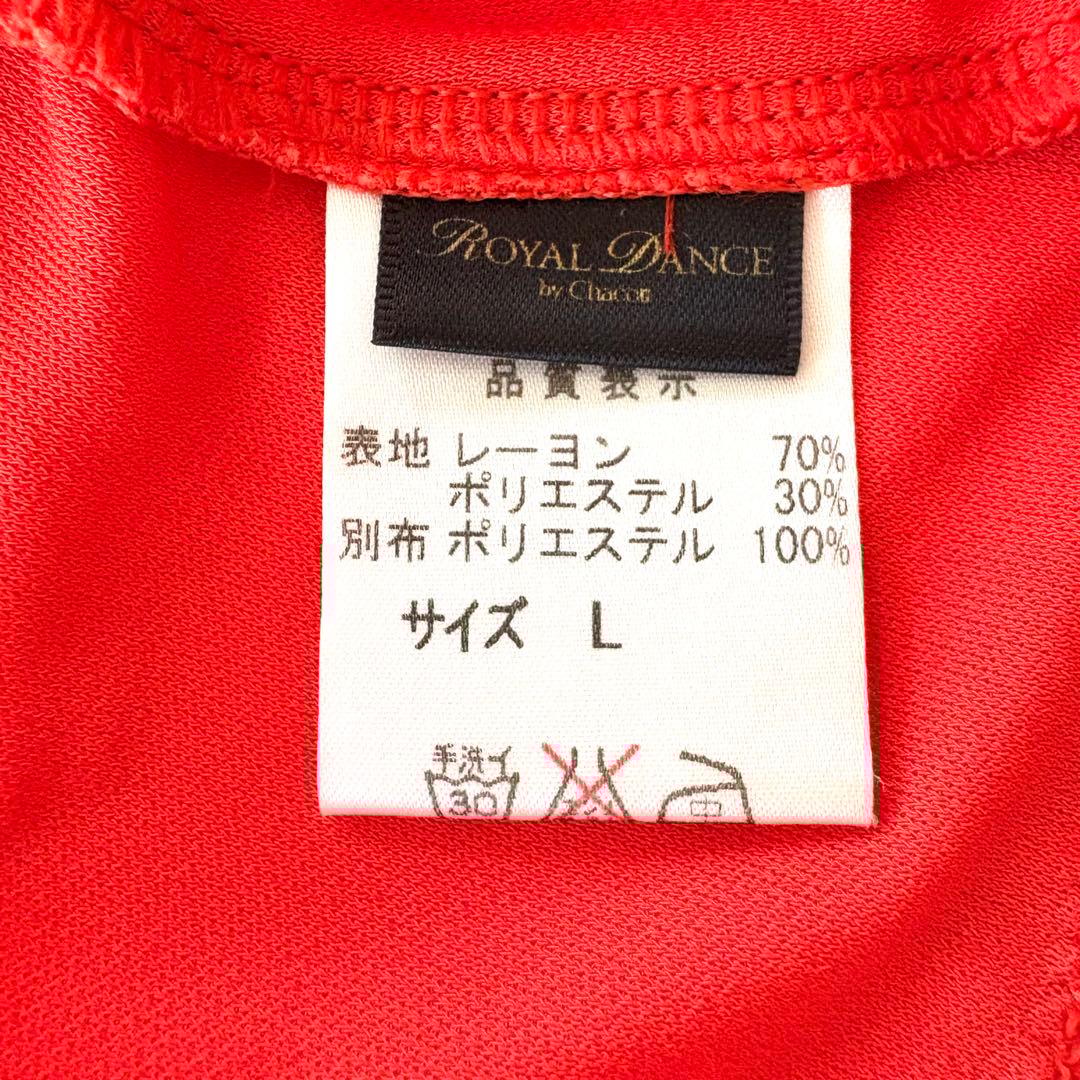 ROYAL DANCE
by Chacott
品質表示
表地 レーヨン 70%
ポリエステル 30%
別布 ポリエステル 100%
サイズ L
手洗イ
30
中